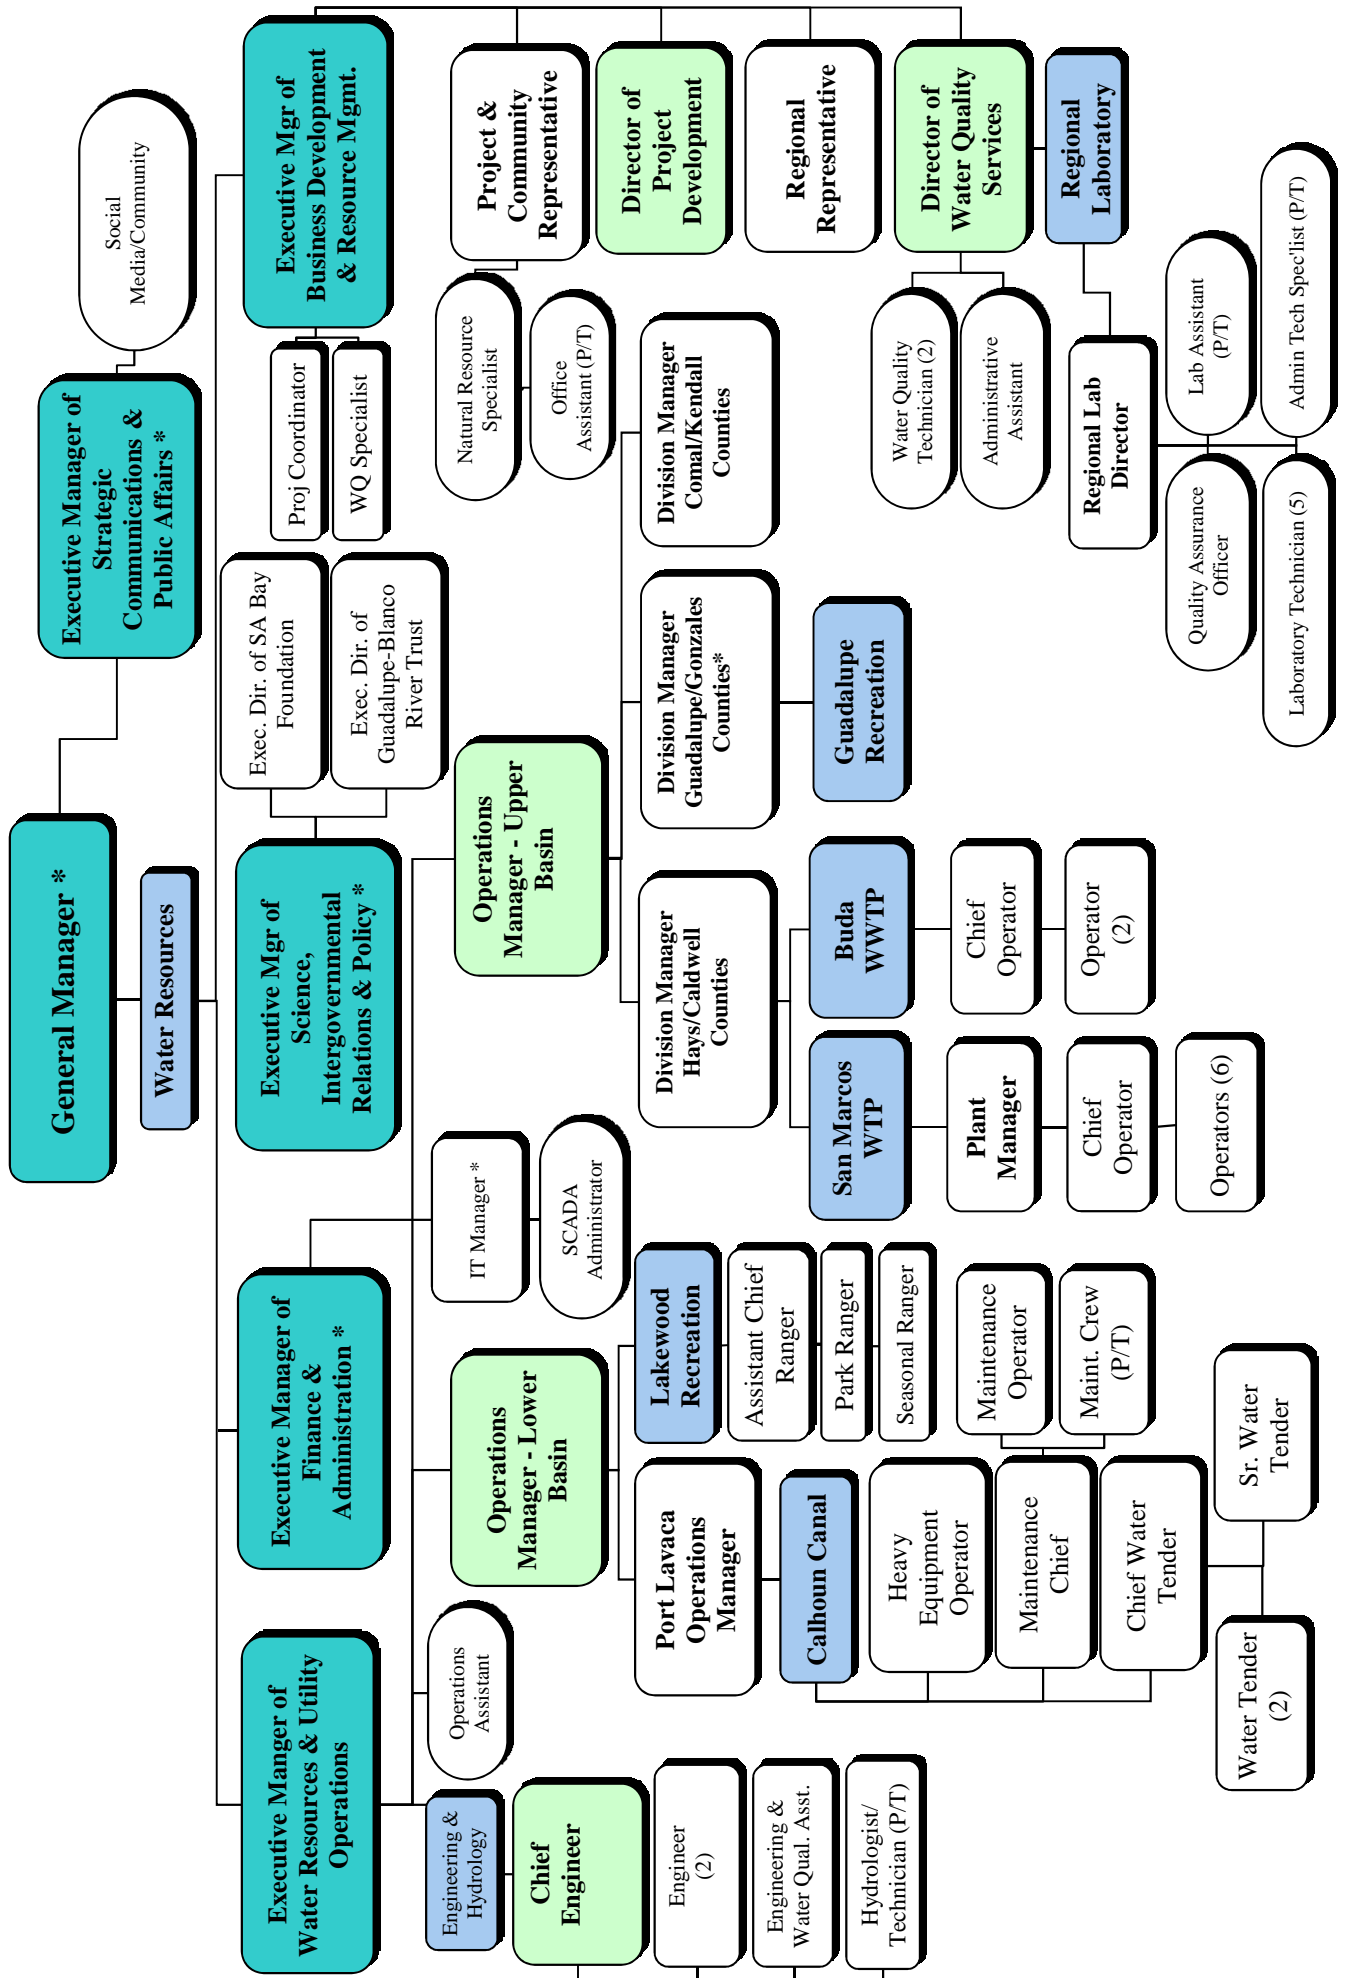 General Manager *
Water Resources
Executive Manager of
Strategic
Communications &
Public Affairs *
Social
Media/Community
Executive Manger of
Water Resources & Utility
Operations
Executive Manager of
Finance &
Administration *
Executive Mgr of
Science,
Intergovernmental
Relations & Policy *
Exec. Dir. of SA Bay
Foundation
Exec. Dir. of
Guadalupe-Blanco
River Trust
Executive Mgr of
Business Development
& Resource Mgmt.
Proj Coordinator
WQ Specialist
Engineering &
Hydrology
Operations
Assistant
Chief
Engineer
Engineer
(2)
Engineering &
Water Qual. Asst.
Hydrologist/
Technician (P/T)
Operations
Manager - Lower
Basin
IT Manager *
SCADA
Administrator
Port Lavaca
Operations
Manager
Calhoun Canal
Heavy
Equipment
Operator
Maintenance
Chief
Chief Water
Tender
Water Tender
(2)
Sr. Water
Tender
Maintenance
Operator
Maint. Crew
(P/T)
Lakewood
Recreation
Assistant Chief
Ranger
Park Ranger
Seasonal Ranger
Operations
Manager - Upper
Basin
Division Manager
Hays/Caldwell
Counties
San Marcos
WTP
Plant
Manager
Chief
Operator
Operators (6)
Buda
WWTP
Chief
Operator
Operator
(2)
Division Manager
Guadalupe/Gonzales
Counties*
Guadalupe
Recreation
Division Manager
Comal/Kendall
Counties
Project &
Community
Representative
Natural Resource
Specialist
Office
Assistant (P/T)
Director of
Project
Development
Regional
Representative
Director of
Water Quality
Services
Water Quality
Technician (2)
Administrative
Assistant
Regional
Laboratory
Regional Lab
Director
Quality Assurance
Officer
Lab Assistant
(P/T)
Laboratory Technician (5)
Admin Tech Spec'list (P/T)